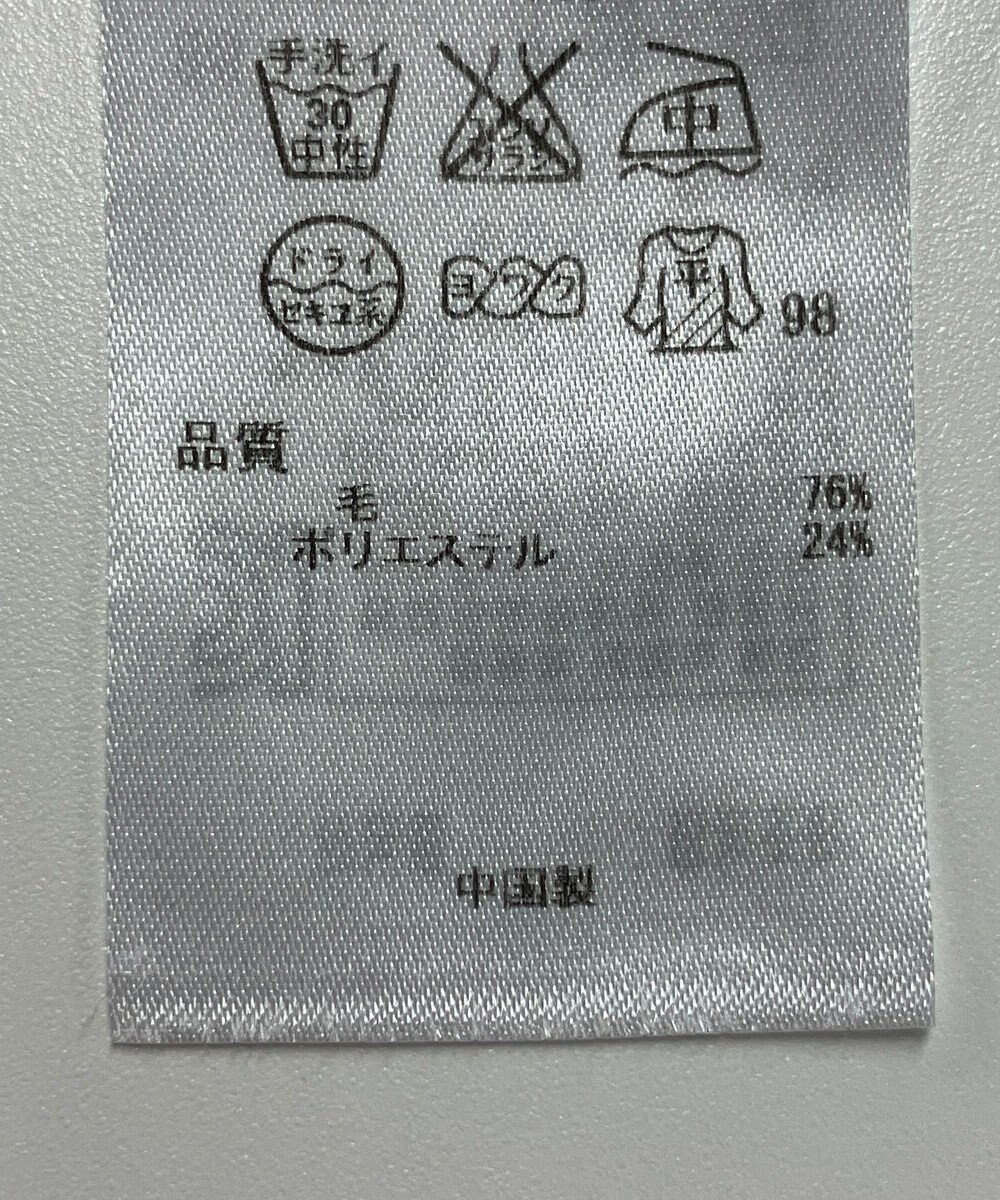 手洗イ
30
中性
エンソ
サラシ
中
ドライ
セキユ系
ヨワク
平
98
品質
毛 76%
ポリエステル 24%
中国製